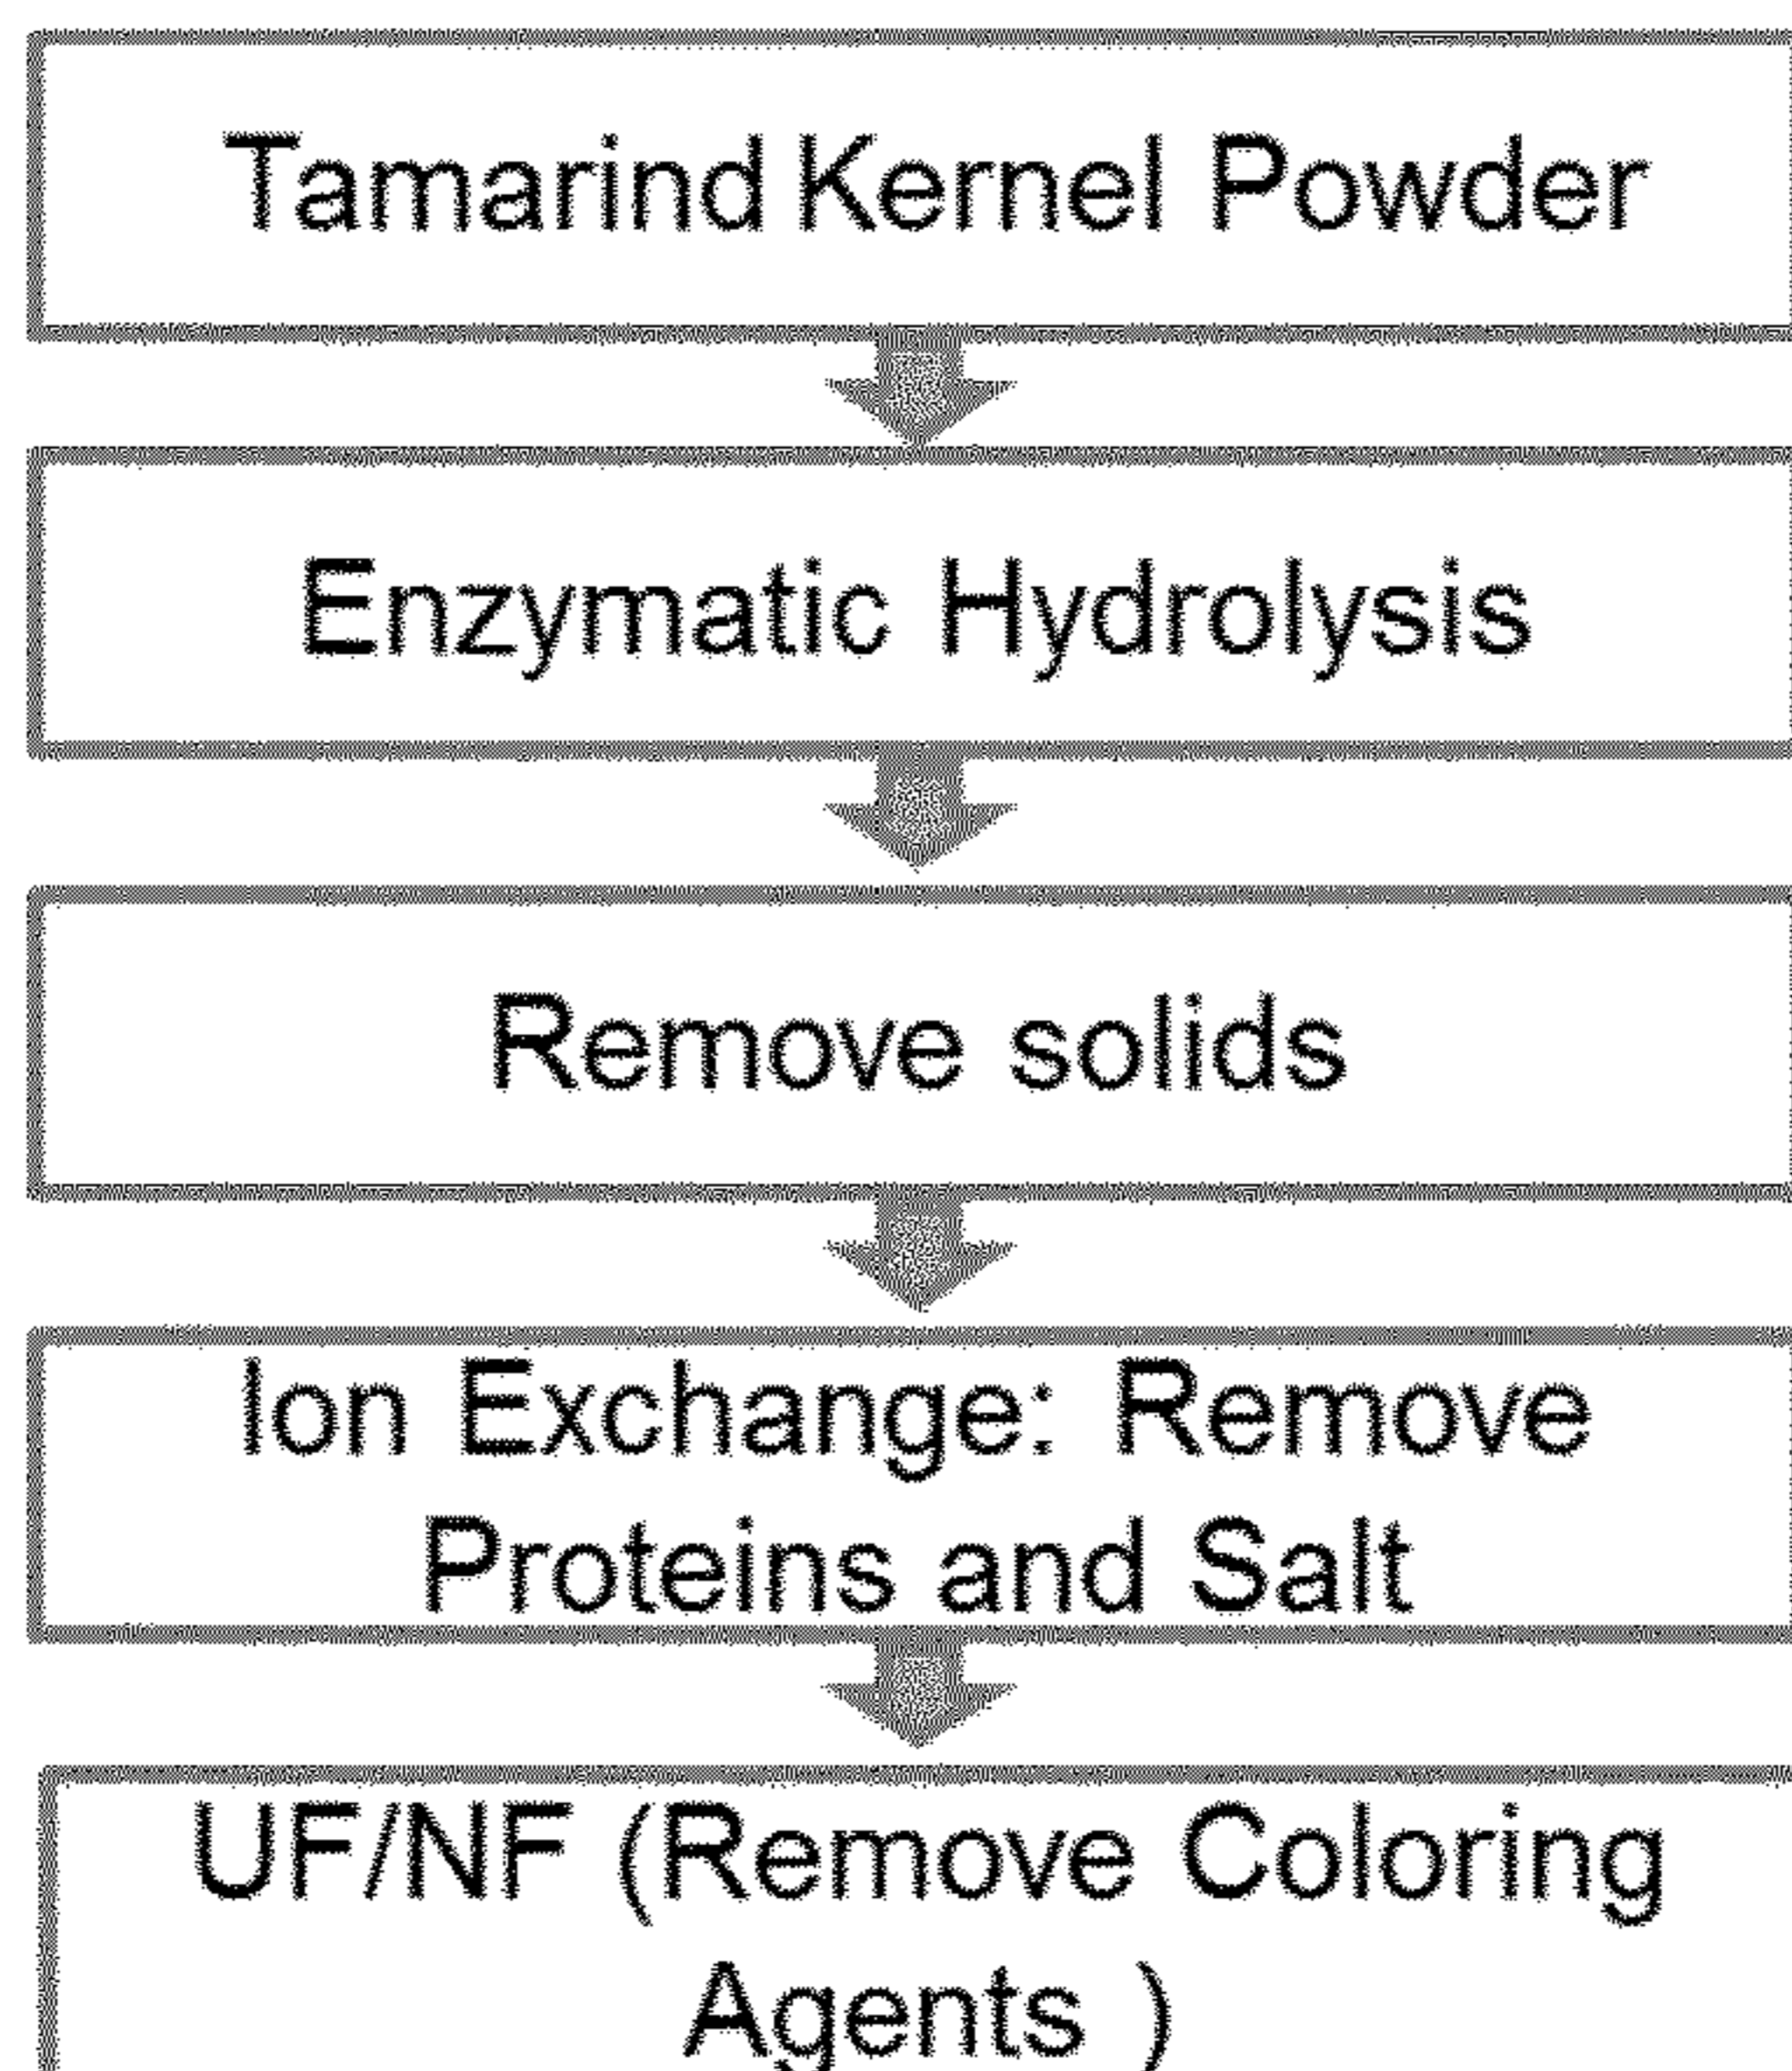 Tamarind Kernel Powder
Enzymatic Hydrolysis
Remove solids
Ion Exchange: Remove
Proteins and Salt
UF/NF (Remove Coloring
Agents )